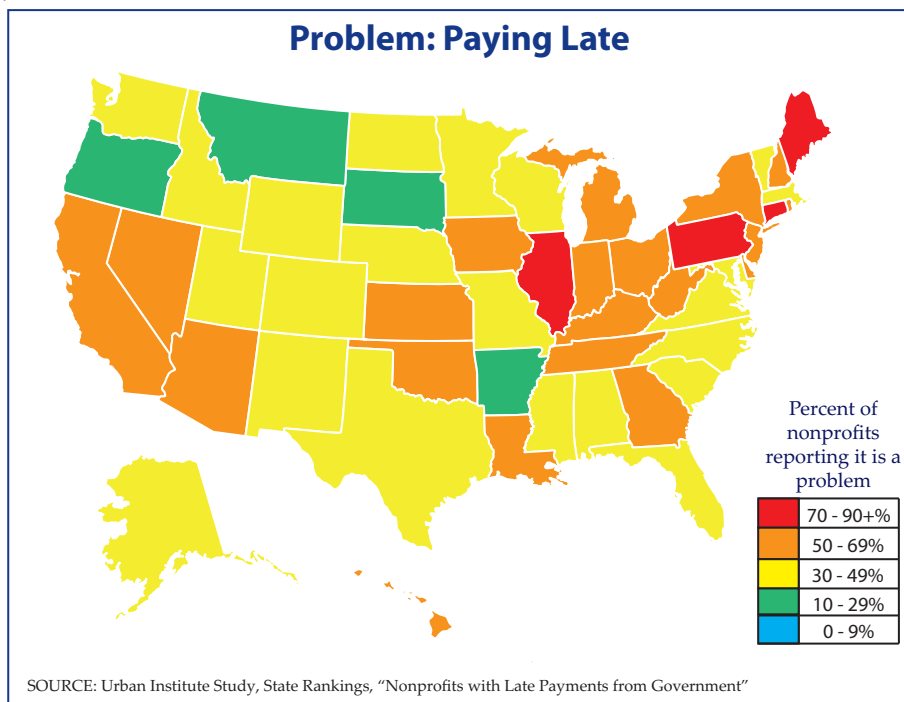 Problem: Paying Late
Percent of
nonprofits
reporting it is a
problem
70 - 90+%
50 - 69%
30 - 49%
10 - 29%
0 - 9%
SOURCE: Urban Institute Study, State Rankings, “Nonprofits with Late Payments from Government”